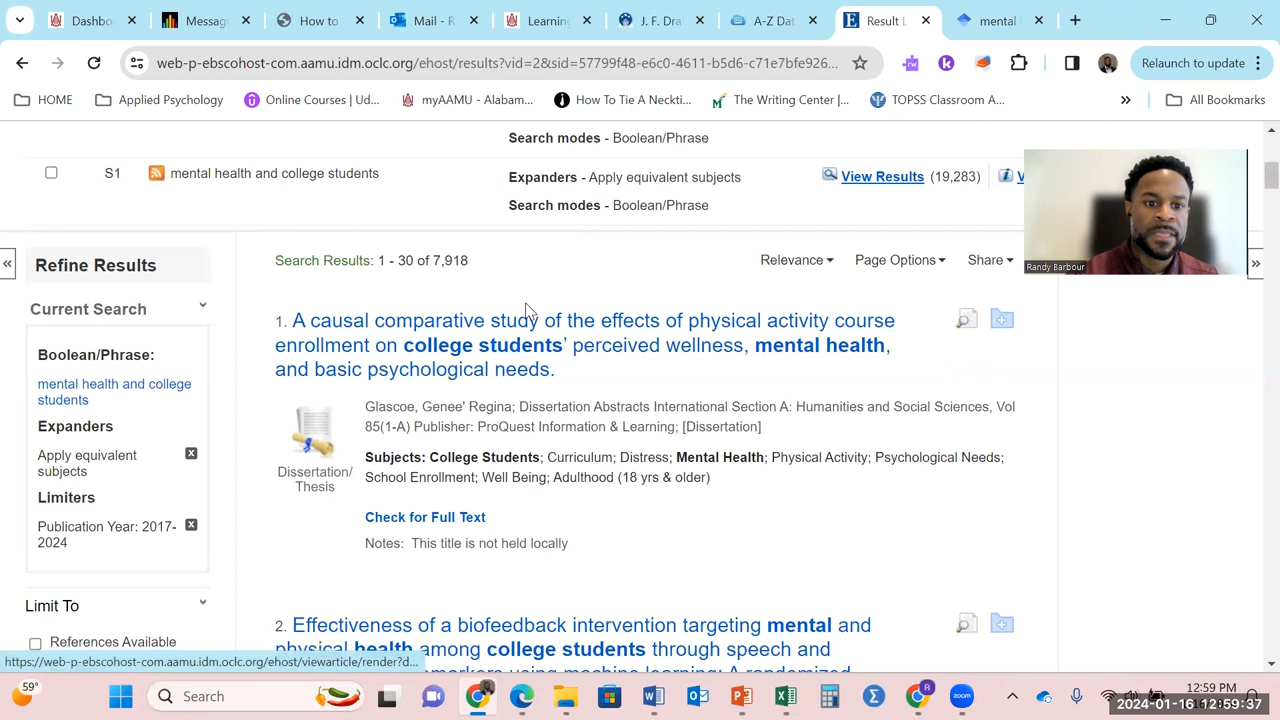 Dashbo
Messag
How to
Mail - R
Learning
J. F. Dra
A-Z Dat
Result L
mental
web-p-ebscohost-com.aamu.idm.oclc.org/ehost/results?vid=2&sid=57799f48-e6c0-4611-b5d6-c71e7bfe926...
Relaunch to update
HOME
Applied Psychology
Online Courses | Ud...
myAAMU - Alabam...
How To Tie A Neckti...
The Writing Center |...
TOPSS Classroom A...
»
All Bookmarks
Search modes - Boolean/Phrase
S1
mental health and college students
Expanders - Apply equivalent subjects
View Results (19,283)
Search modes - Boolean/Phrase
Randy Barbour
«
Refine Results
Search Results: 1 - 30 of 7,918
Relevance
Page Options
Share
»
Current Search
Boolean/Phrase:
mental health and college
students
Expanders
Apply equivalent
subjects
Limiters
Publication Year: 2017-
2024
Limit To
References Available
1. A causal comparative study of the effects of physical activity course
enrollment on college students' perceived wellness, mental health,
and basic psychological needs.
Dissertation/
Thesis
Glascoe, Genee' Regina; Dissertation Abstracts International Section A: Humanities and Social Sciences, Vol
85(1-A) Publisher: ProQuest Information & Learning; [Dissertation]
Subjects: College Students; Curriculum; Distress; Mental Health; Physical Activity; Psychological Needs;
School Enrollment; Well Being; Adulthood (18 yrs & older)
Check for Full Text
Notes: This title is not held locally
2. Effectiveness of a biofeedback intervention targeting mental and
physical health among college students through speech and
using machine learning: A randomized
https://web-p-ebscohost-com.aamu.idm.oclc.org/ehost/viewarticle/render?d...
59°
Search
zoom
12:59 PM
2024-01-16 12:59:37